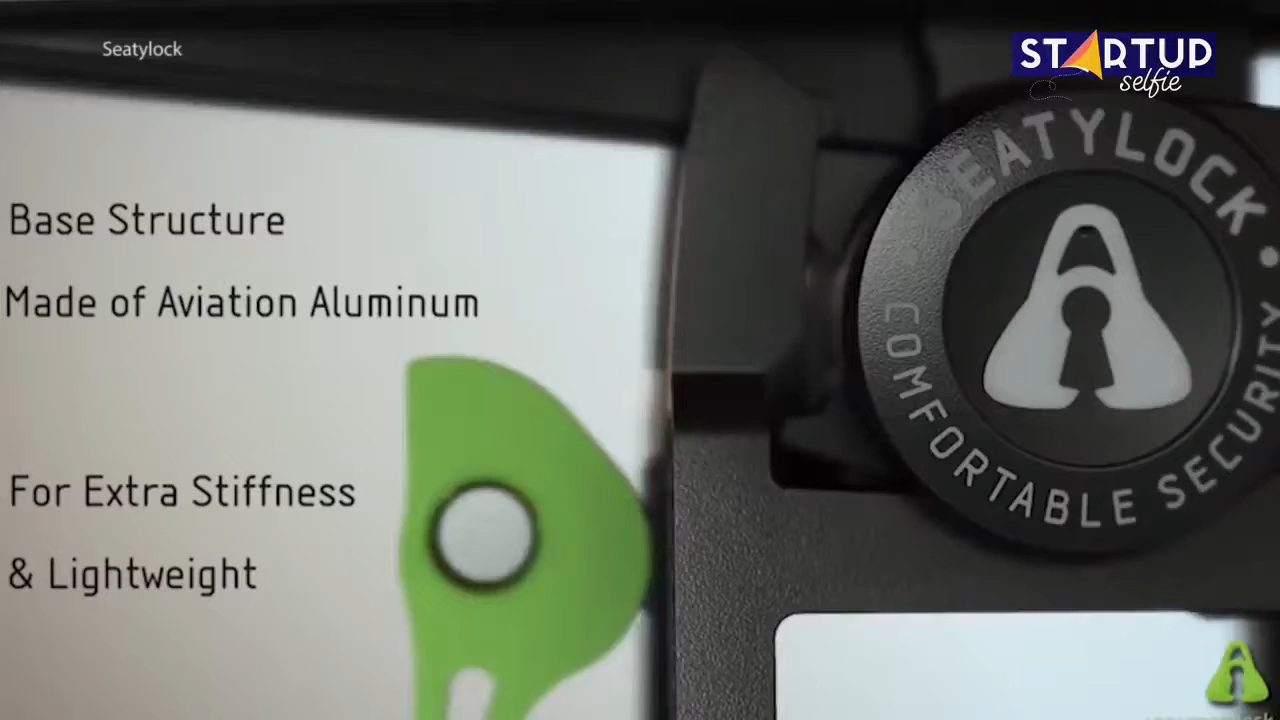 Seatylock
STARTUP
selfie
SEATYLOCK •
COMFORTABLE SECURITY
Base Structure
Made of Aviation Aluminum
For Extra Stiffness
& Lightweight